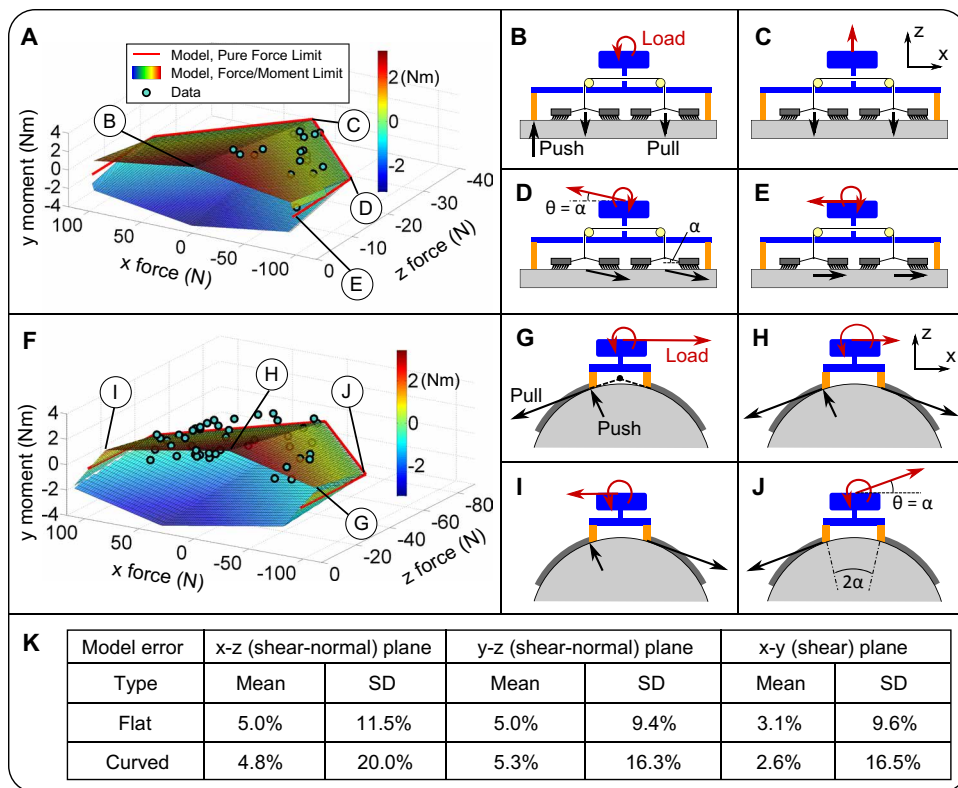 A
Model, Pure Force Limit
Model, Force/Moment Limit
Data
2 (Nm)
0
-2
y moment (Nm)
4
2
0
-2
-4
100
50
0
-50
-100
x force (N)
0
-10
-20
-30
-40
z force (N)
B
C
D
E
B
Load
Push
Pull
C
z
x
D
θ = α
α
E
F
2 (Nm)
0
-2
y moment (Nm)
4
2
0
-2
-4
100
50
0
-50
-100
x force (N)
0
-20
-40
-60
-80
z force (N)
I
H
J
G
G
Load
Pull
Push
H
z
x
I
J
θ = α
2α
K
Model error x-z (shear-normal) plane y-z (shear-normal) plane x-y (shear) plane
Type Mean SD Mean SD Mean SD
Flat 5.0% 11.5% 5.0% 9.4% 3.1% 9.6%
Curved 4.8% 20.0% 5.3% 16.3% 2.6% 16.5%